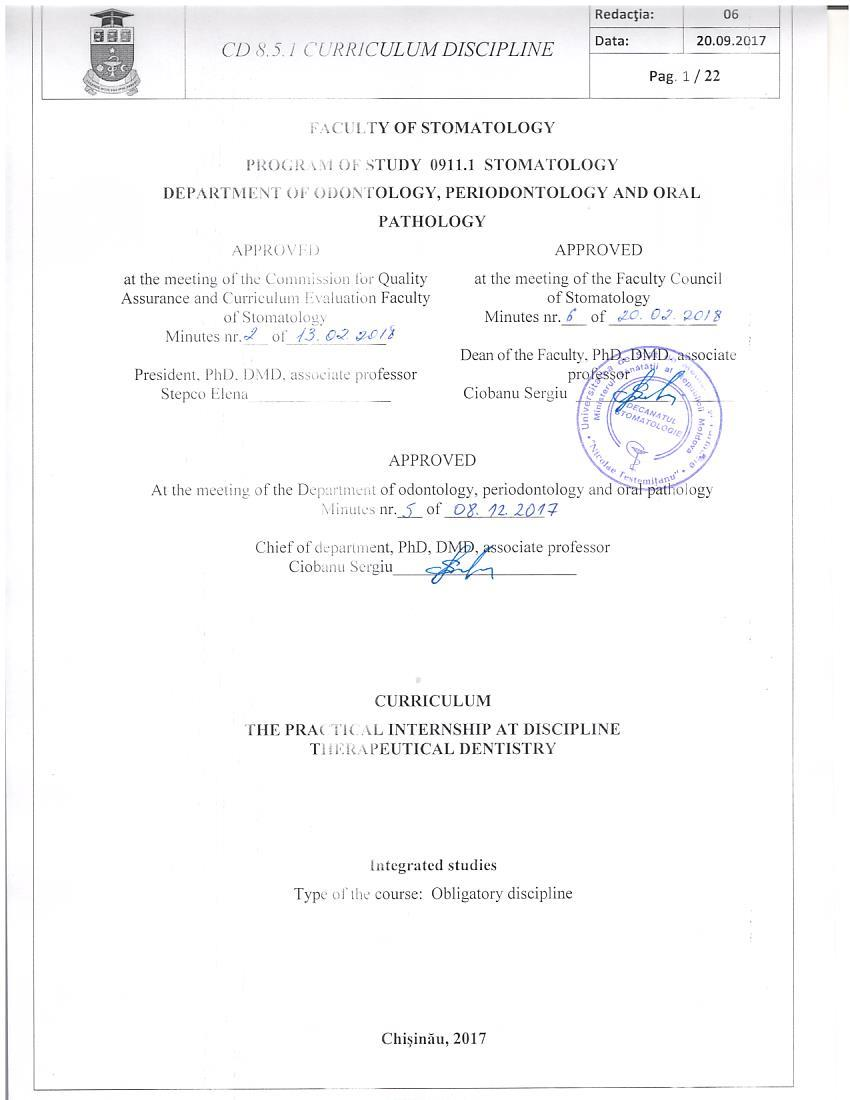 CD 8.5.1 CURRICULUM DISCIPLINE
Redacţia: 06
Data: 20.09.2017
Pag. 1 / 22
FACULTY OF STOMATOLOGY
PROGRAM OF STUDY 0911.1 STOMATOLOGY
DEPARTMENT OF ODONTOLOGY, PERIODONTOLOGY AND ORAL
PATHOLOGY
APPROVED
at the meeting of the Commission for Quality
Assurance and Curriculum Evaluation Faculty
of Stomatology
Minutes nr. 2 of 13.02.2018
President, PhD, DMD, associate professor
Stepco Elena
APPROVED
at the meeting of the Faculty Council
of Stomatology
Minutes nr. 6 of 20.02.2018
Dean of the Faculty, PhD, DMD, associate
professor
Ciobanu Sergiu
DECANATUL
STOMATOLOGIE
"Nicolae Testemiţanu"
APPROVED
At the meeting of the Department of odontology, periodontology and oral pathology
Minutes nr. 5 of 08.12.2017
Chief of department, PhD, DMD, associate professor
Ciobanu Sergiu
CURRICULUM
THE PRACTICAL INTERNSHIP AT DISCIPLINE
THERAPEUTICAL DENTISTRY
Integrated studies
Type of the course: Obligatory discipline
Chişinău, 2017